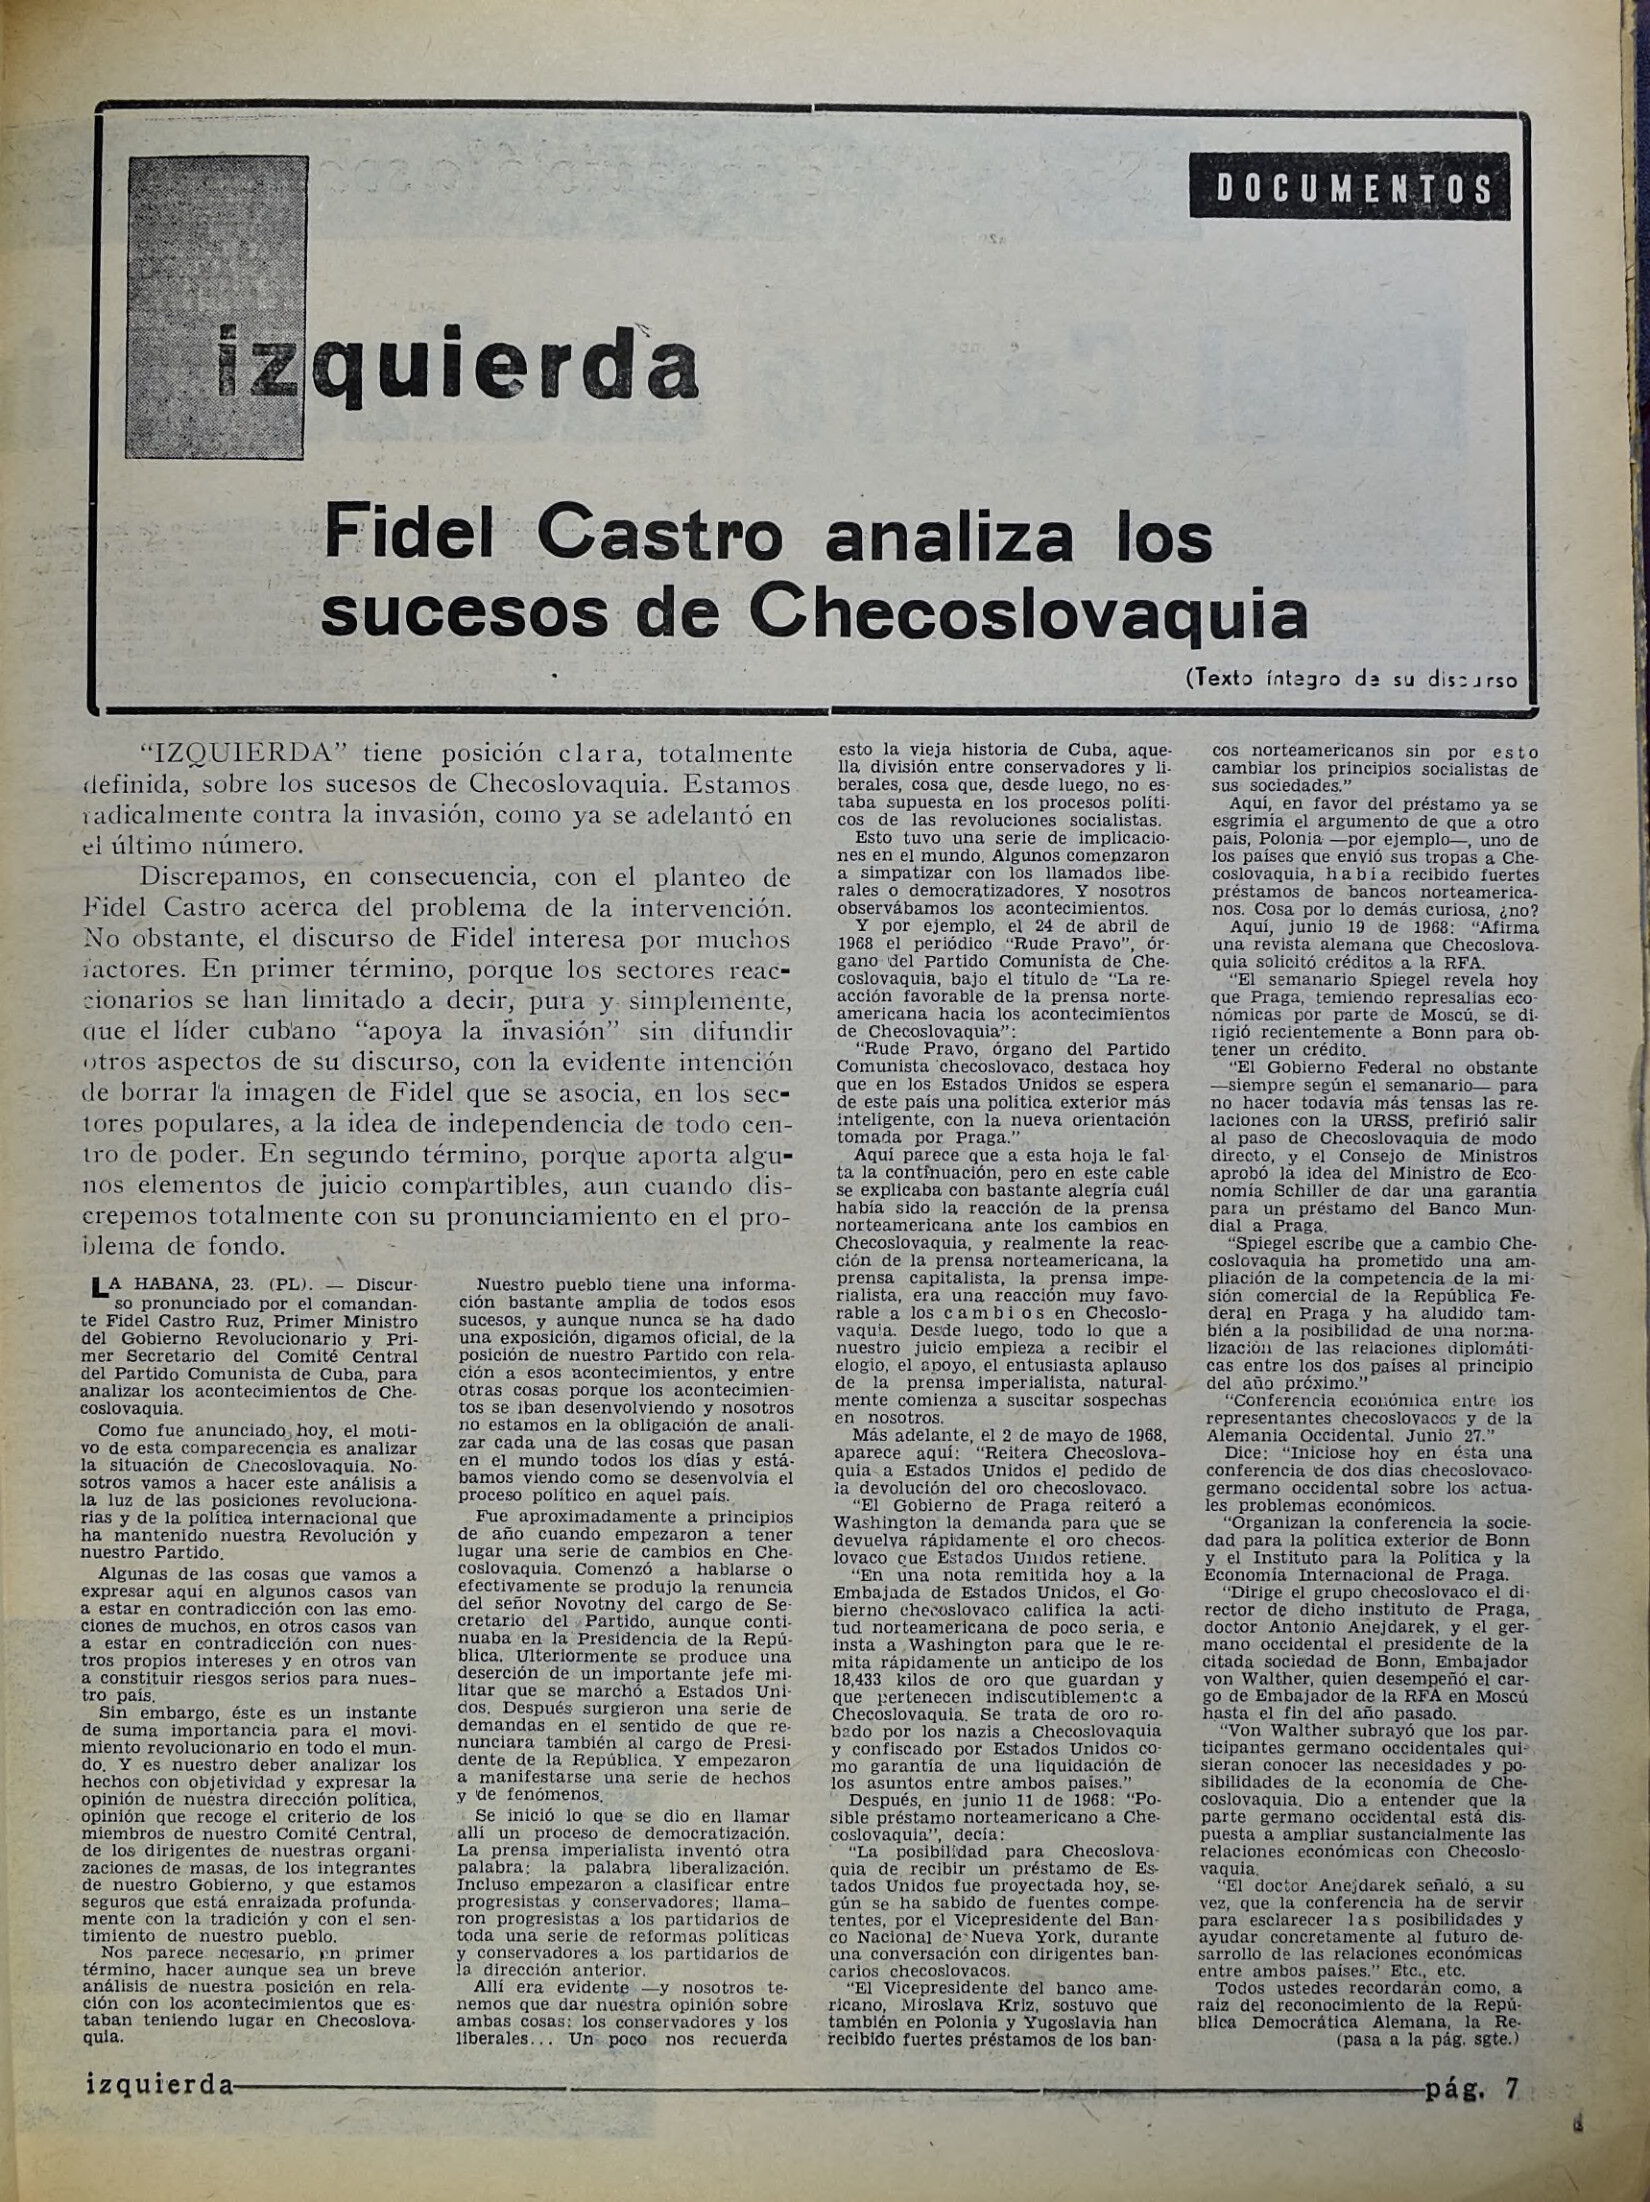 DOCUMENTOS
izquierda
Fidel Castro analiza los
sucesos de Checoslovaquia
(Texto íntegro de su discurso
"IZQUIERDA" tiene posición clara, totalmente
definida, sobre los sucesos de Checoslovaquia. Estamos
radicalmente contra la invasión, como ya se adelantó en
el último número.
Discrepamos, en consecuencia, con el planteo de
Fidel Castro acerca del problema de la intervención.
No obstante, el discurso de Fidel interesa por muchos
factores. En primer término, porque los sectores reac-
cionarios se han limitado a decir, pura y simplemente,
que el líder cubano "apoya la invasión" sin difundir
otros aspectos de su discurso, con la evidente intención
de borrar la imagen de Fidel que se asocia, en los sec-
tores populares, a la idea de independencia de todo cen-
tro de poder. En segundo término, porque aporta algu-
nos elementos de juicio compartibles, aun cuando dis-
crepemos totalmente con su pronunciamiento en el pro-
blema de fondo.
LA HABANA, 23. (PL). — Discur-
so pronunciado por el comandan-
te Fidel Castro Ruz, Primer Ministro
del Gobierno Revolucionario y Pri-
mer Secretario del Comité Central
del Partido Comunista de Cuba, para
analizar los acontecimientos de Che-
coslovaquia.
Como fue anunciado hoy, el moti-
vo de esta comparecencia es analizar
la situación de Checoslovaquia. No-
sotros vamos a hacer este análisis a
la luz de las posiciones revoluciona-
rias y de la política internacional que
ha mantenido nuestra Revolución y
nuestro Partido.
Algunas de las cosas que vamos a
expresar aquí en algunos casos van
a estar en contradicción con las emo-
ciones de muchos, en otros casos van
a estar en contradicción con nues-
tros propios intereses y en otros van
a constituir riesgos serios para nues-
tro país.
Sin embargo, éste es un instante
de suma importancia para el movi-
miento revolucionario en todo el mun-
do. Y es nuestro deber analizar los
hechos con objetividad y expresar la
opinión de nuestra dirección política,
opinión que recoge el criterio de los
miembros de nuestro Comité Central,
de los dirigentes de nuestras organi-
zaciones de masas, de los integrantes
de nuestro Gobierno, y que estamos
seguros que está enraizada profunda-
mente con la tradición y con el sen-
timiento de nuestro pueblo.
Nos parece necesario, en primer
término, hacer aunque sea un breve
análisis de nuestra posición en rela-
ción con los acontecimientos que es-
taban teniendo lugar en Checoslova-
quia.
Nuestro pueblo tiene una informa-
ción bastante amplia de todos esos
sucesos, y aunque nunca se ha dado
una exposición, digamos oficial, de la
posición de nuestro Partido con rela-
ción a esos acontecimientos, y entre
otras cosas porque los acontecimien-
tos se iban desenvolviendo y nosotros
no estamos en la obligación de anali-
zar cada una de las cosas que pasan
en el mundo todos los días y está-
bamos viendo como se desenvolvía el
proceso político en aquel país.
Fue aproximadamente a principios
de año cuando empezaron a tener
lugar una serie de cambios en Che-
coslovaquia. Comenzó a hablarse o
efectivamente se produjo la renuncia
del señor Novotny del cargo de Se-
cretario del Partido, aunque conti-
nuaba en la Presidencia de la Repú-
blica. Ulteriormente se produce una
deserción de un importante jefe mi-
litar que se marchó a Estados Uni-
dos. Después surgieron una serie de
demandas en el sentido de que re-
nunciara también al cargo de Presi-
dente de la República. Y empezaron
a manifestarse una serie de hechos
y de fenómenos.
Se inició lo que se dio en llamar
allí un proceso de democratización.
La prensa imperialista inventó otra
palabra: la palabra liberalización.
Incluso empezaron a clasificar entre
progresistas y conservadores; llama-
ron progresistas a los partidarios de
toda una serie de reformas políticas
y conservadores a los partidarios de
la dirección anterior.
Allí era evidente —y nosotros te-
nemos que dar nuestra opinión sobre
ambas cosas: los conservadores y los
liberales... Un poco nos recuerda
esto la vieja historia de Cuba, aque-
lla división entre conservadores y li-
berales, cosa que, desde luego, no es-
taba supuesta en los procesos políti-
cos de las revoluciones socialistas.
Esto tuvo una serie de implicacio-
nes en el mundo. Algunos comenzaron
a simpatizar con los llamados libe-
rales o democratizadores. Y nosotros
observábamos los acontecimientos.
Y por ejemplo, el 24 de abril de
1968 el periódico "Rude Pravo", ór-
gano del Partido Comunista de Che-
coslovaquia, bajo el título de "La re-
acción favorable de la prensa norte-
americana hacia los acontecimientos
de Checoslovaquia":
"Rude Pravo, órgano del Partido
Comunista checoslovaco, destaca hoy
que en los Estados Unidos se espera
de este país una política exterior más
inteligente, con la nueva orientación
tomada por Praga."
Aquí parece que a esta hoja le fal-
ta la continuación, pero en este cable
se explicaba con bastante alegría cuál
había sido la reacción de la prensa
norteamericana ante los cambios en
Checoslovaquia, y realmente la reac-
ción de la prensa norteamericana, la
prensa capitalista, la prensa impe-
rialista, era una reacción muy favo-
rable a los cambios en Checoslo-
vaquia. Desde luego, todo lo que a
nuestro juicio empieza a recibir el
elogio, el apoyo, el entusiasta aplauso
de la prensa imperialista, natural-
mente comienza a suscitar sospechas
en nosotros.
Más adelante, el 2 de mayo de 1968,
aparece aquí: "Reitera Checoslova-
quia a Estados Unidos el pedido de
la devolución del oro checoslovaco.
"El Gobierno de Praga reiteró a
Washington la demanda para que se
devuelva rápidamente el oro checos-
lovaco que Estados Unidos retiene.
"En una nota remitida hoy a la
Embajada de Estados Unidos, el Go-
bierno checoslovaco califica la acti-
tud norteamericana de poco seria, e
insta a Washington para que le re-
mita rápidamente un anticipo de los
18,433 kilos de oro que guardan y
que pertenecen indiscutiblemente a
Checoslovaquia. Se trata de oro ro-
bado por los nazis a Checoslovaquia
y confiscado por Estados Unidos co-
mo garantía de una liquidación de
los asuntos entre ambos países."
Después, en junio 11 de 1968: "Po-
sible préstamo norteamericano a Che-
coslovaquia", decía:
"La posibilidad para Checoslova-
quia de recibir un préstamo de Es-
tados Unidos fue proyectada hoy, se-
gún se ha sabido de fuentes compe-
tentes, por el Vicepresidente del Ban-
co Nacional de Nueva York, durante
una conversación con dirigentes ban-
carios checoslovacos.
"El Vicepresidente del banco ame-
ricano, Miroslava Kriz, sostuvo que
también en Polonia y Yugoslavia han
recibido fuertes préstamos de los ban-
cos norteamericanos sin por esto
cambiar los principios socialistas de
sus sociedades."
Aquí, en favor del préstamo ya se
esgrimía el argumento de que a otro
país, Polonia —por ejemplo—, uno de
los países que envió sus tropas a Che-
coslovaquia, había recibido fuertes
préstamos de bancos norteamerica-
nos. Cosa por lo demás curiosa, ¿no?
Aquí, junio 19 de 1968: "Afirma
una revista alemana que Checoslova-
quia solicitó créditos a la RFA.
"El semanario Spiegel revela hoy
que Praga, temiendo represalias eco-
nómicas por parte de Moscú, se di-
rigió recientemente a Bonn para ob-
tener un crédito.
"El Gobierno Federal no obstante
—siempre según el semanario— para
no hacer todavía más tensas las re-
laciones con la URSS, prefirió salir
al paso de Checoslovaquia de modo
directo, y el Consejo de Ministros
aprobó la idea del Ministro de Eco-
nomía Schiller de dar una garantía
para un préstamo del Banco Mun-
dial a Praga.
"Spiegel escribe que a cambio Che-
coslovaquia ha prometido una am-
pliación de la competencia de la mi-
sión comercial de la República Fe-
deral en Praga y ha aludido tam-
bién a la posibilidad de una norma-
lización de las relaciones diplomáti-
cas entre los dos países al principio
del año próximo."
"Conferencia económica entre los
representantes checoslovacos y de la
Alemania Occidental. Junio 27."
Dice: "Iniciose hoy en ésta una
conferencia de dos días checoslovaco-
germano occidental sobre los actua-
les problemas económicos.
"Organizan la conferencia la socie-
dad para la política exterior de Bonn
y el Instituto para la Política y la
Economía Internacional de Praga.
"Dirige el grupo checoslovaco el di-
rector de dicho instituto de Praga,
doctor Antonio Anejdarek, y el ger-
mano occidental el presidente de la
citada sociedad de Bonn, Embajador
von Walther, quien desempeñó el car-
go de Embajador de la RFA en Moscú
hasta el fin del año pasado.
"Von Walther subrayó que los par-
ticipantes germano occidentales qui-
sieran conocer las necesidades y po-
sibilidades de la economía de Che-
coslovaquia. Dio a entender que la
parte germano occidental está dis-
puesta a ampliar sustancialmente las
relaciones económicas con Checoslo-
vaquia.
"El doctor Anejdarek señaló, a su
vez, que la conferencia ha de servir
para esclarecer las posibilidades y
ayudar concretamente al futuro de-
sarrollo de las relaciones económicas
entre ambos países." Etc., etc.
Todos ustedes recordarán como, a
raíz del reconocimiento de la Repú-
blica Democrática Alemana, la Re-
(pasa a la pág. sgte.)
izquierda
pág. 7